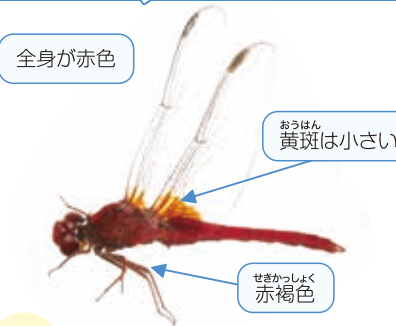 全身が赤色
おうはん
黄斑は小さい
せきかっしょく
赤褐色